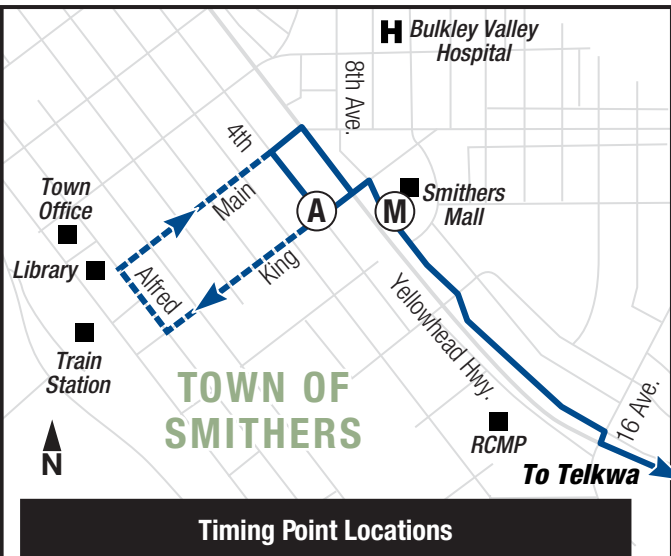 H Bulkley Valley
Hospital
8th Ave.
4th
Town
Office
Main
A
M
Smithers
Mall
Library
Alfred
King
Yellowhead Hwy.
Train
Station
TOWN OF
SMITHERS
16 Ave.
RCMP
N
To Telkwa
Timing Point Locations